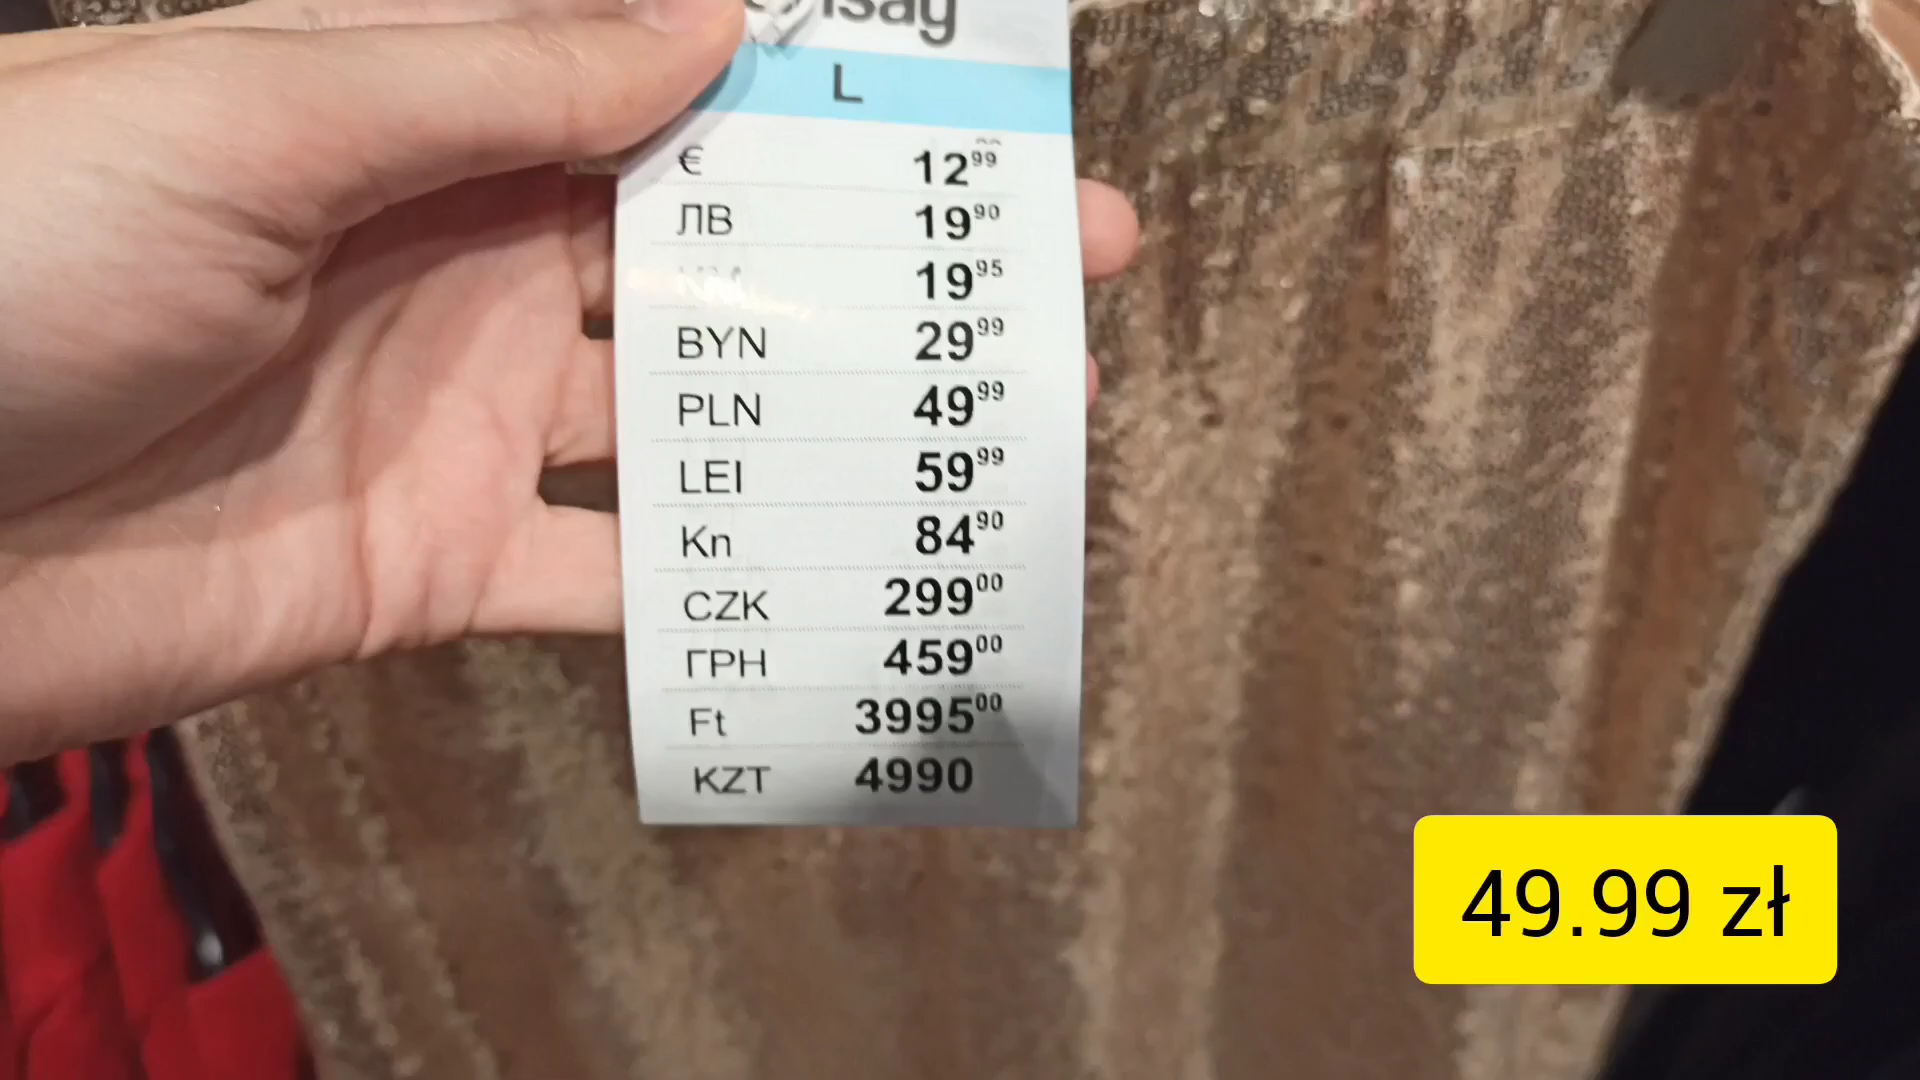 L
€ 12⁹⁹
ЛВ 19⁹⁰
19⁹⁵
BYN 29⁹⁹
PLN 49⁹⁹
LEI 59⁹⁹
Kn 84⁹⁰
CZK 299⁰⁰
ГРН 459⁰⁰
Ft 3995⁰⁰
KZT 4990
49.99 zł